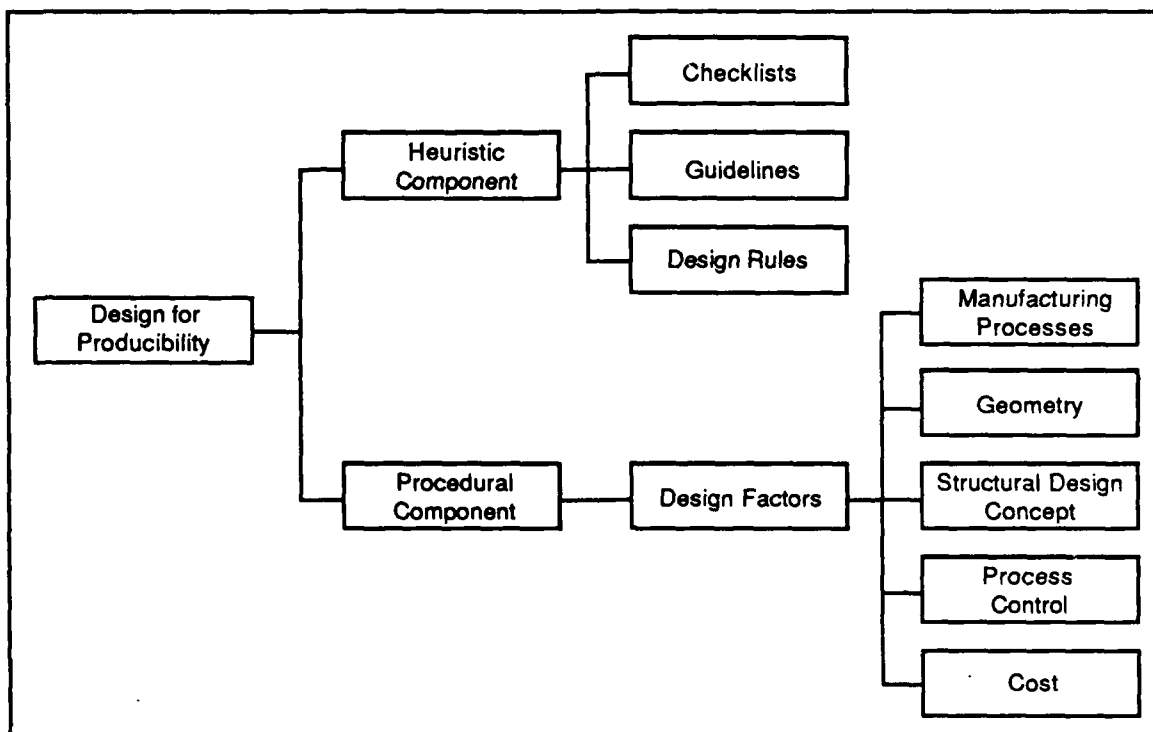 Checklists
Heuristic
Component
Guidelines
Design Rules
Design for
Producibility
Manufacturing
Processes
Geometry
Procedural
Component
Design Factors
Structural Design
Concept
Process
Control
Cost